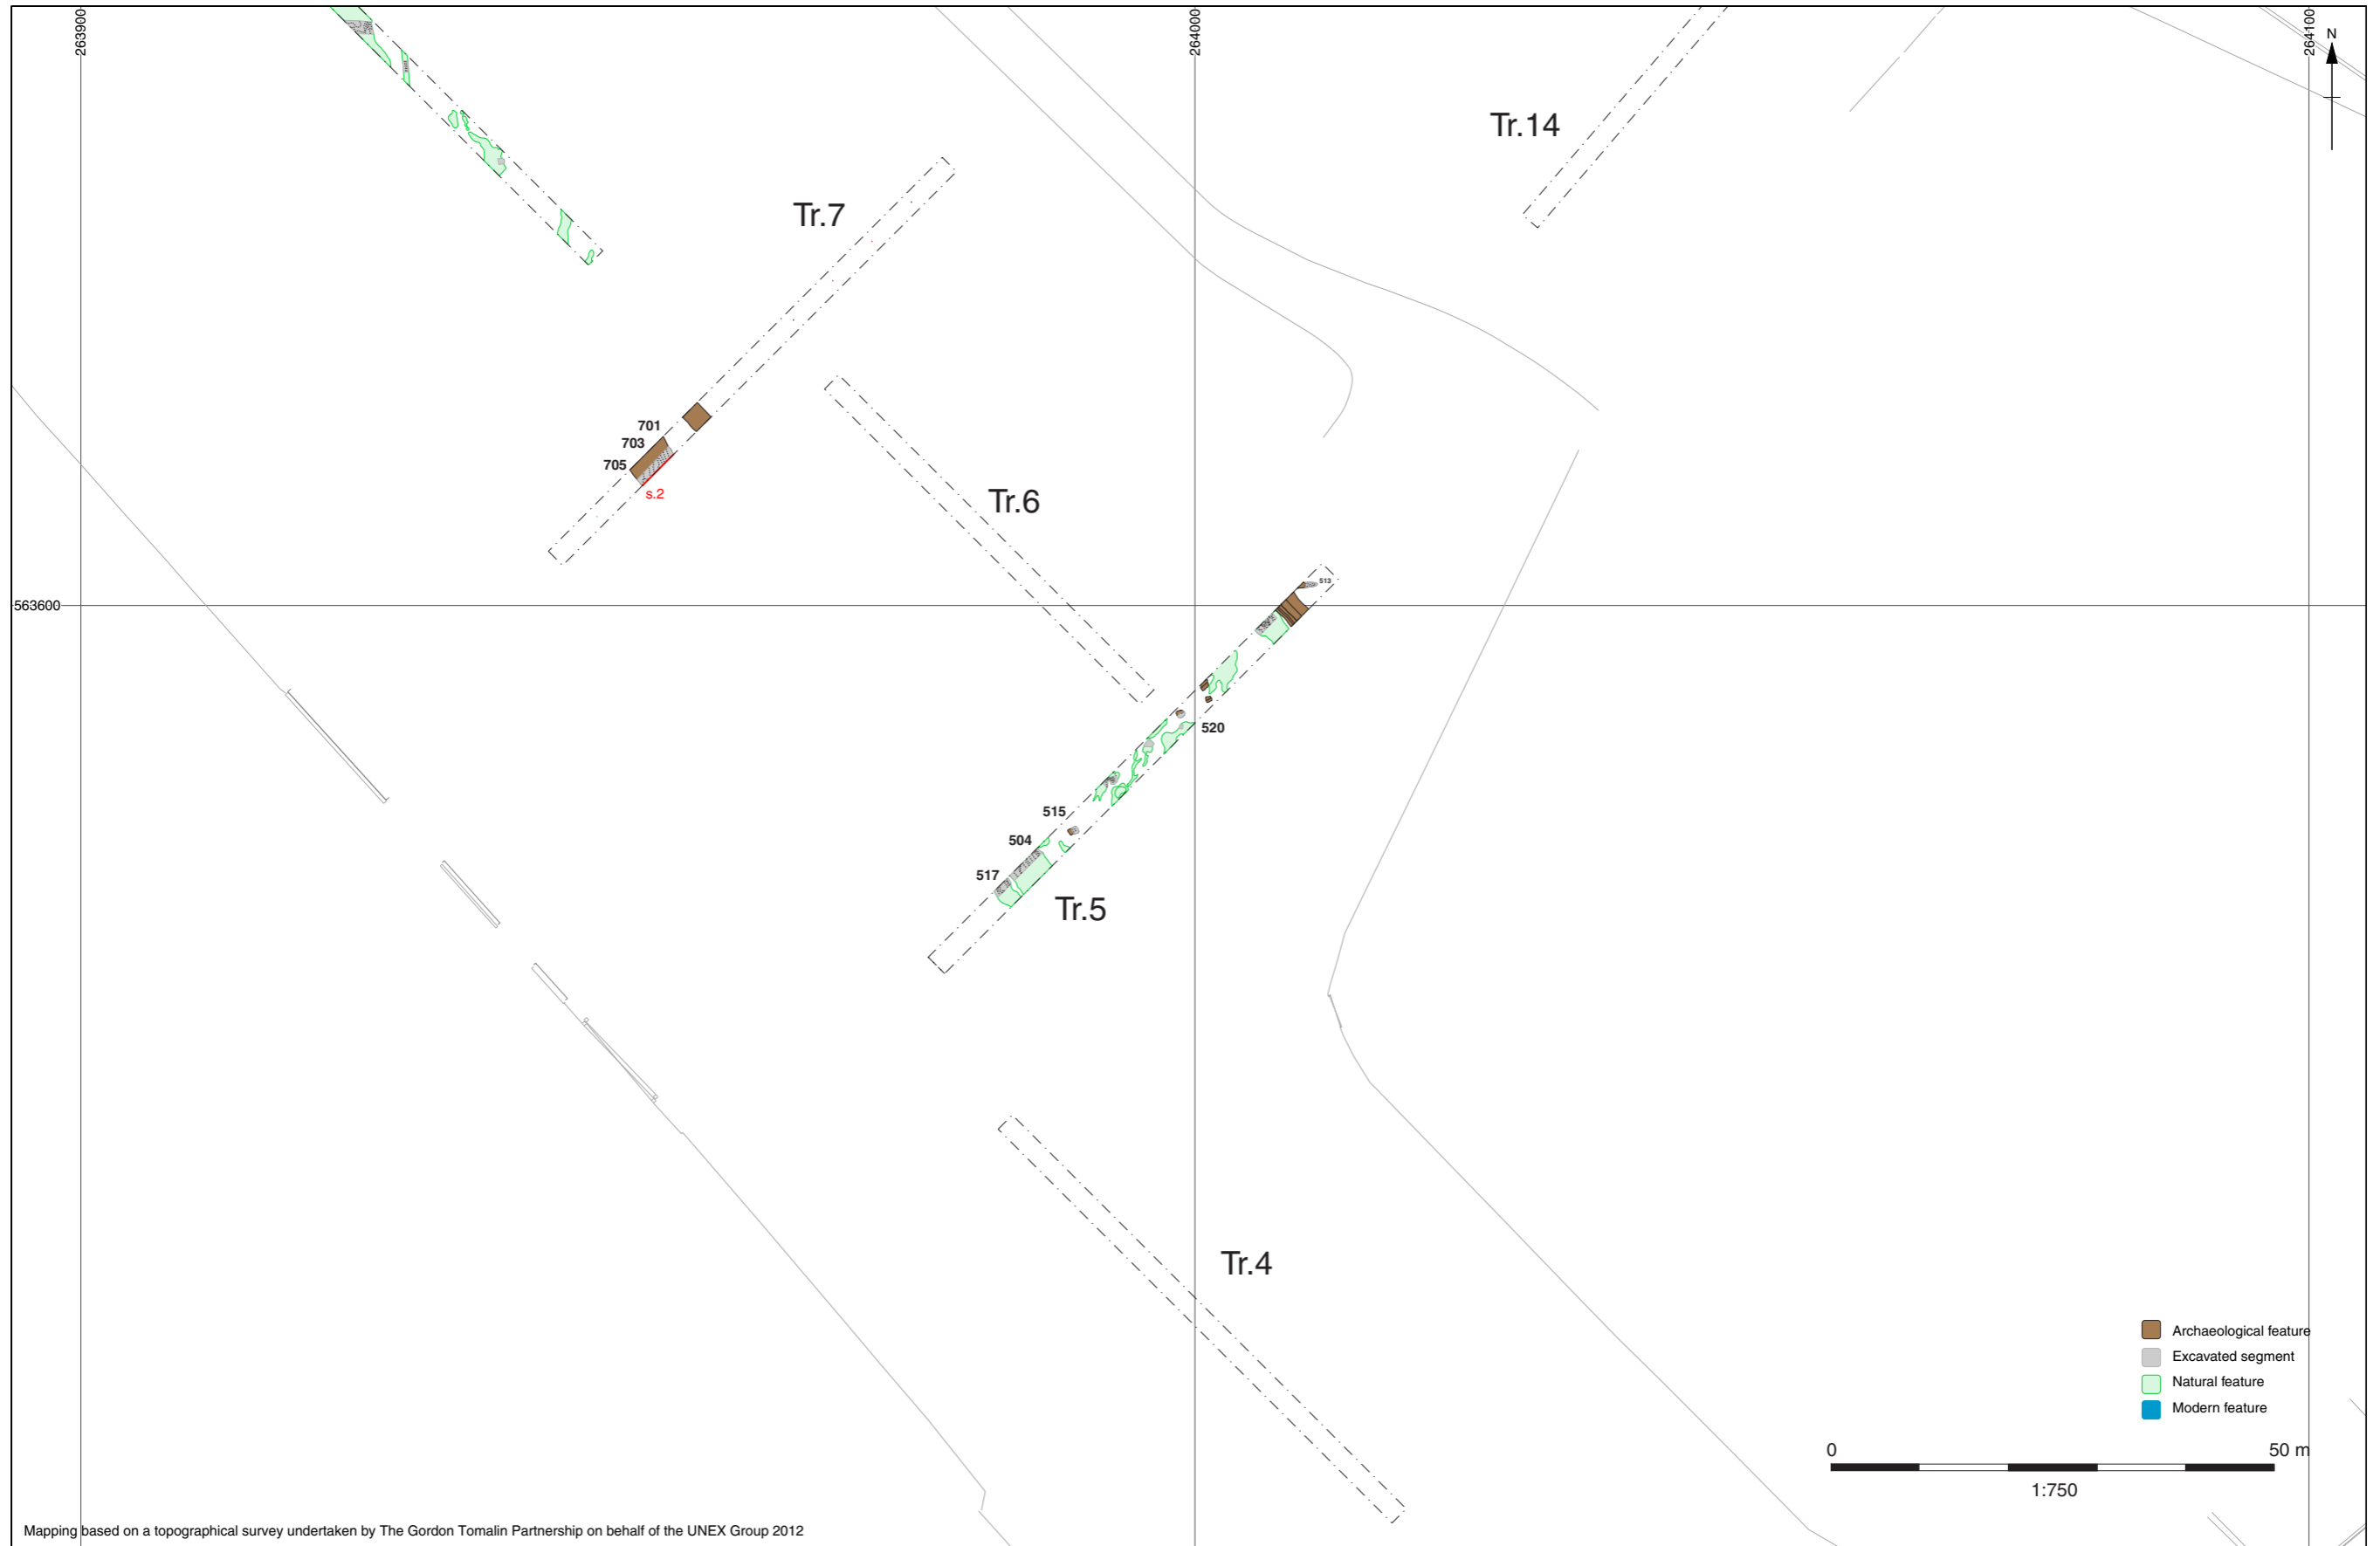 263900
264000
264100
N
Tr.14
Tr.7
701
703
705
s.2
Tr.6
513
563600
520
515
504
517
Tr.5
Tr.4
Archaeological feature
Excavated segment
Natural feature
Modern feature
0 50 m
1:750
Mapping based on a topographical survey undertaken by The Gordon Tomalin Partnership on behalf of the UNEX Group 2012